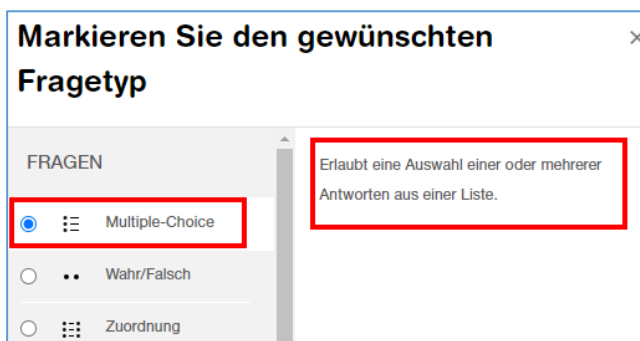 Markieren Sie den gewünschten
Fragetyp
FRAGEN
Multiple-Choice
Wahr/Falsch
Zuordnung
Erlaubt eine Auswahl einer oder mehrerer
Antworten aus einer Liste.